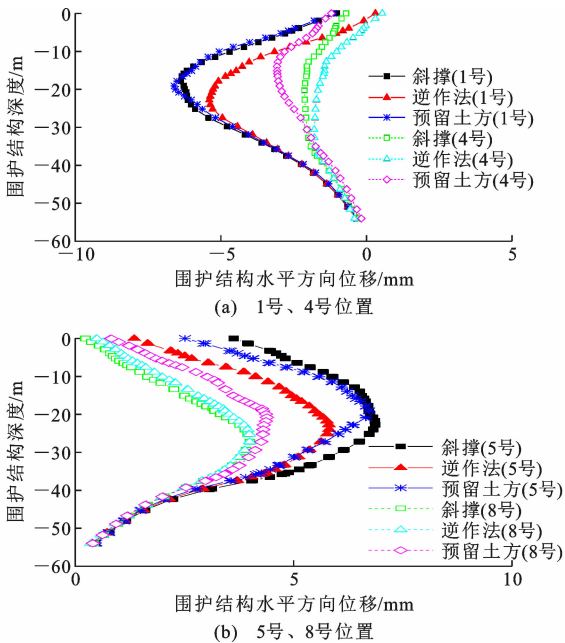 0
−10
−20
−30
−40
−50
−60
围护结构深度/m
斜撑(1号)
逆作法(1号)
预留土方(1号)
斜撑(4号)
逆作法(4号)
预留土方(4号)
−10
−5
0
5
围护结构水平方向位移/mm
(a) 1号、4号位置
0
−10
−20
−30
−40
−50
−60
围护结构深度/m
斜撑(5号)
逆作法(5号)
预留土方(5号)
斜撑(8号)
逆作法(8号)
预留土方(8号)
0
5
10
围护结构水平方向位移/mm
(b) 5号、8号位置